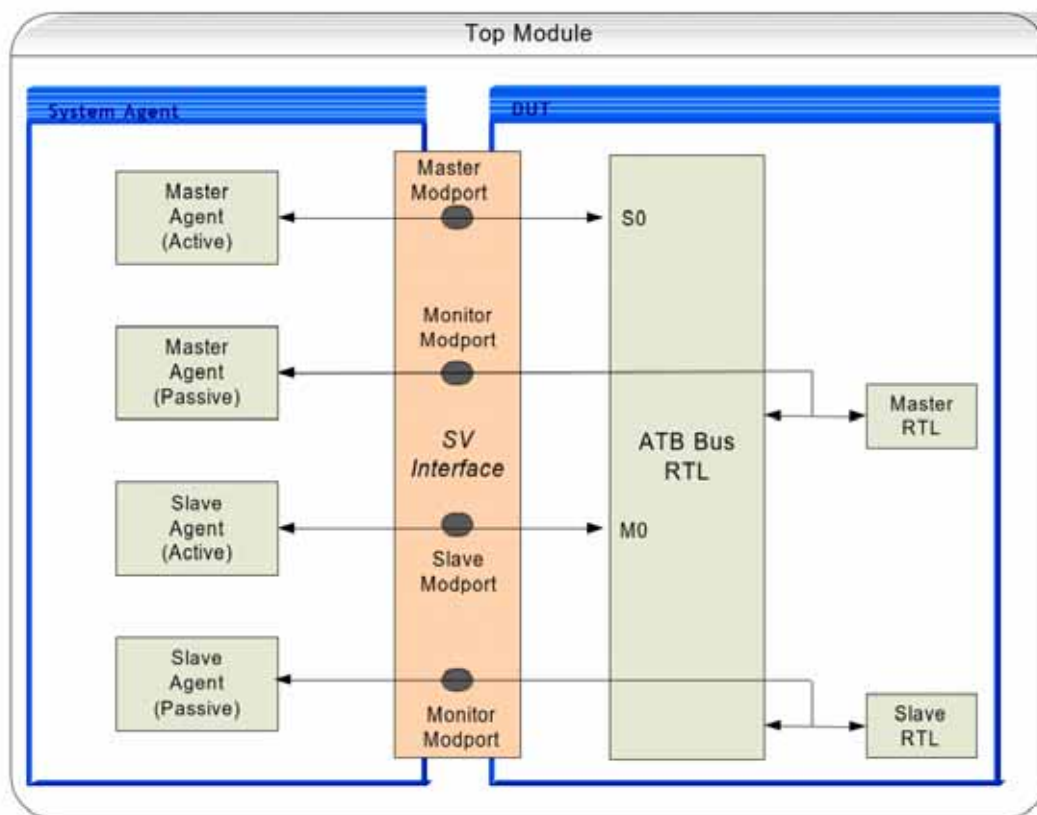 Top Module
System Agent
DUT
Master
Agent
(Active)
Master
Modport
S0
Master
Agent
(Passive)
Monitor
Modport
Master
RTL
SV
Interface
ATB Bus
RTL
Slave
Agent
(Active)
M0
Slave
Modport
Slave
Agent
(Passive)
Monitor
Modport
Slave
RTL